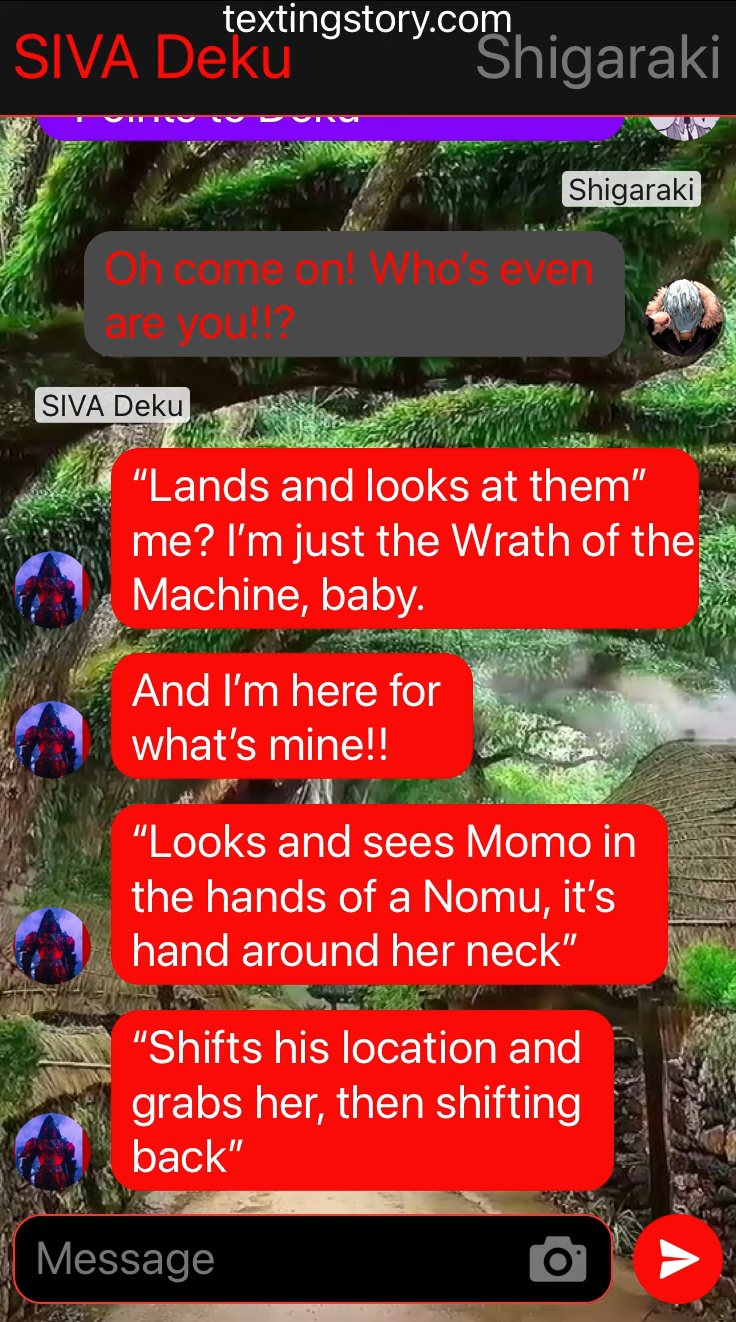 textingstory.com
SIVA Deku
Shigaraki
Points to Deku
Shigaraki
Oh come on! Who's even
are you!!?
SIVA Deku
“Lands and looks at them”
me? I'm just the Wrath of the
Machine, baby.
And I'm here for
what's mine!!
“Looks and sees Momo in
the hands of a Nomu, it's
hand around her neck”
“Shifts his location and
grabs her, then shifting
back”
Message